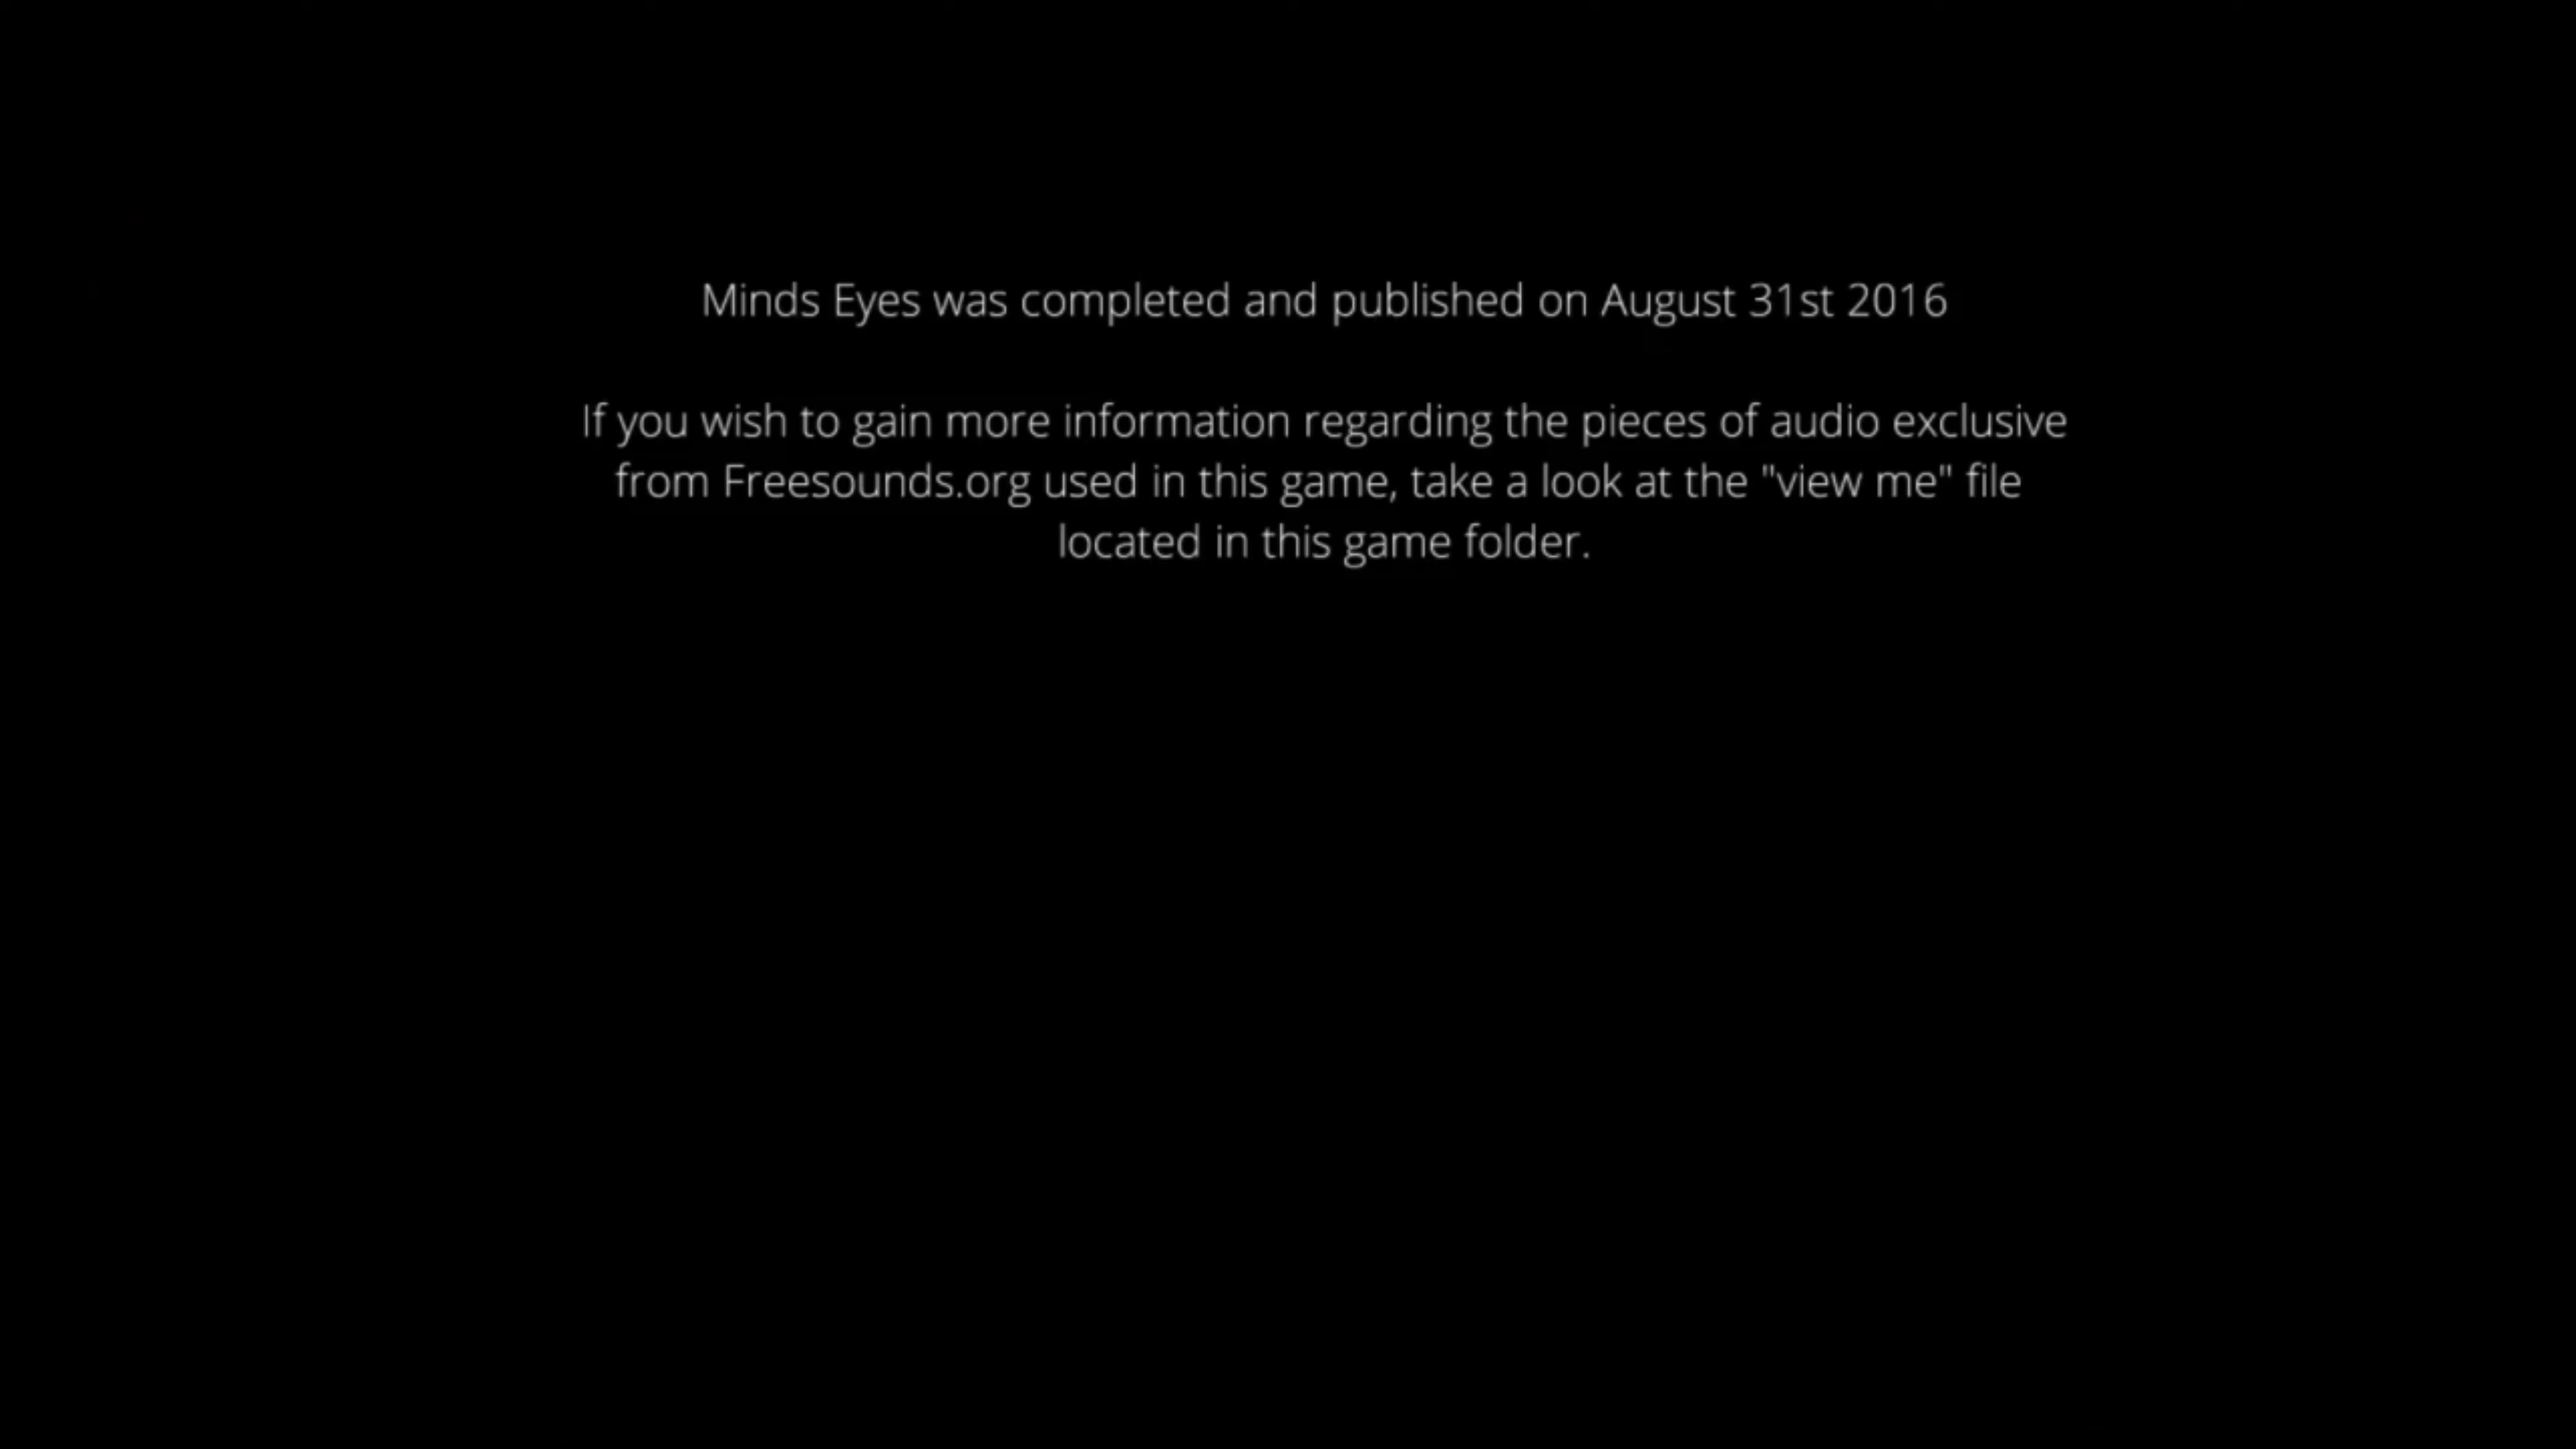 Minds Eyes was completed and published on August 31st 2016
If you wish to gain more information regarding the pieces of audio exclusive
from Freesounds.org used in this game, take a look at the "view me" file
located in this game folder.